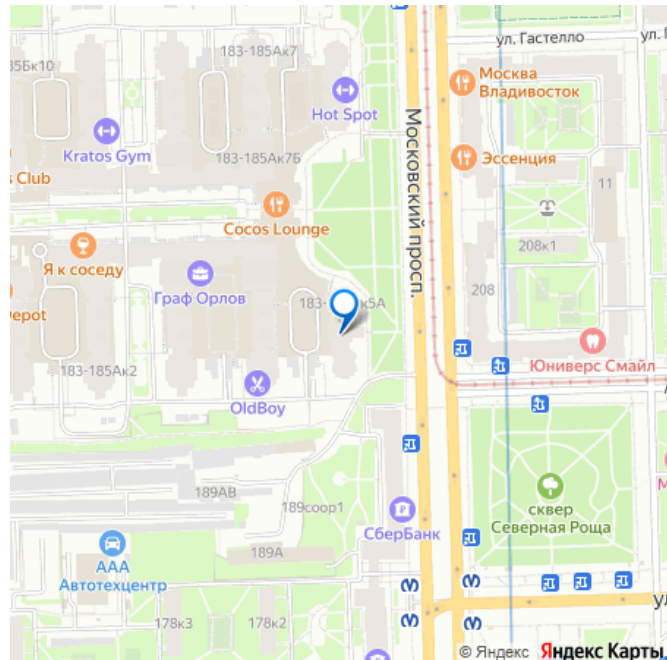 183-185Ак7
ул. Гастелло
35Бк10
Москва
Владивосток
Hot Spot
Kratos Gym
183-185Ак7Б
Эссенция
Московский просп.
s Club
11
Cocos Lounge
208к1
Я к соседу
Граф Орлов
183-
к5А
208
Depot
Юниверс Смайл
183-185Ак2
OldBoy
189АВ
189соор1
СберБанк
сквер
Северная Роща
189А
ААА
Автотехцентр
178к3
178к2
© Яндекс Яндекс Карты